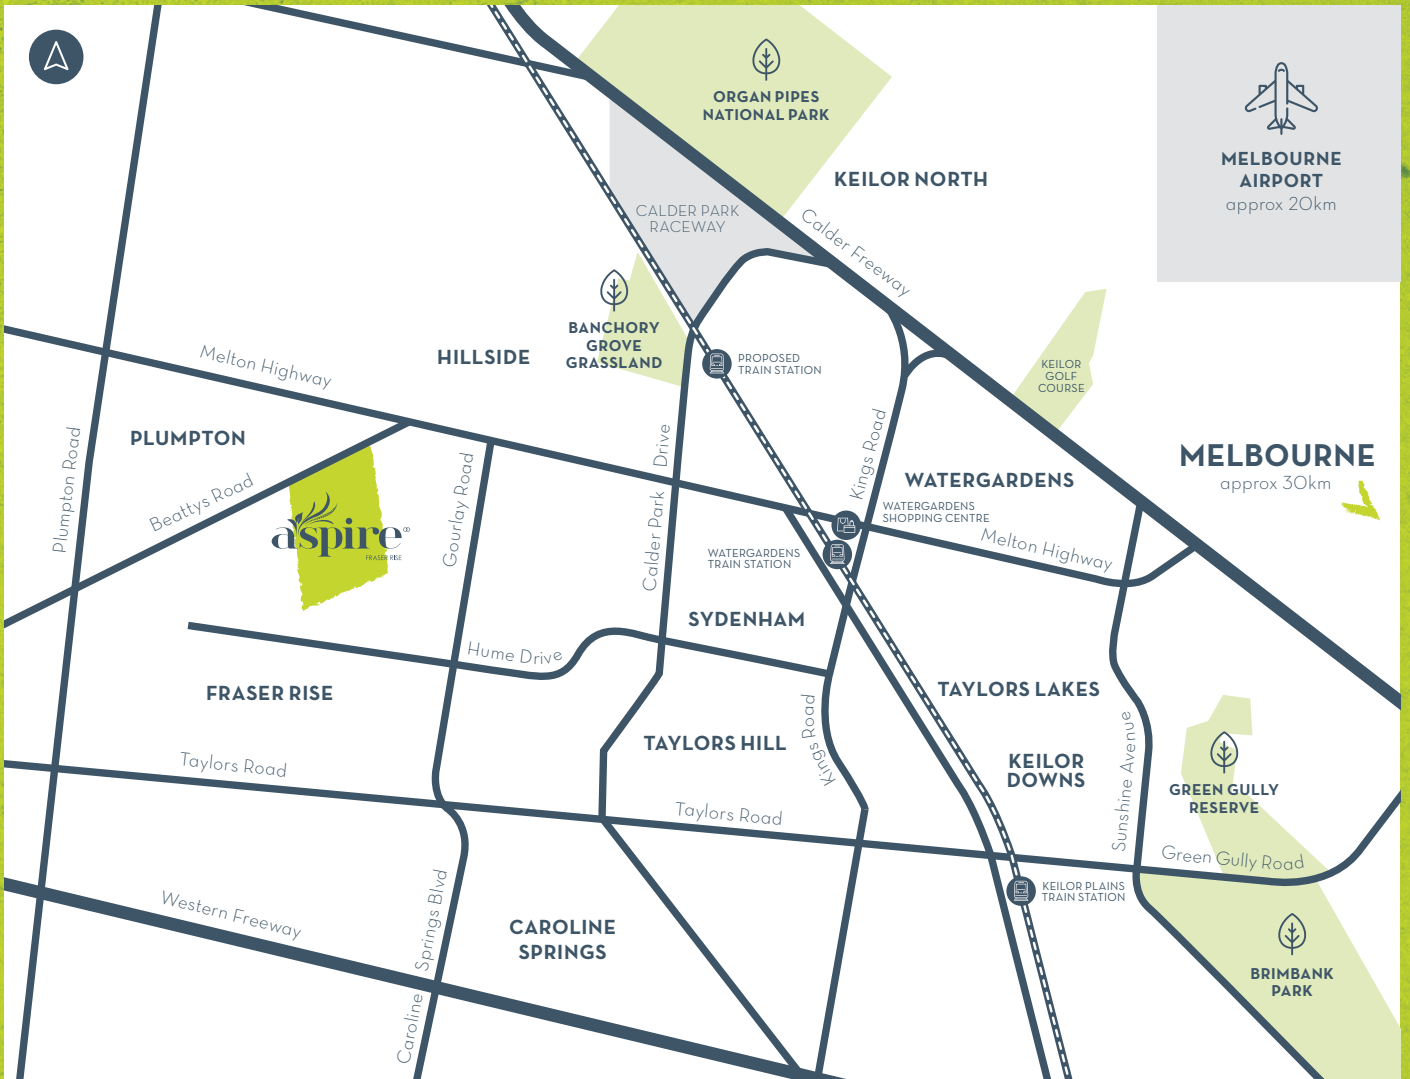 ORGAN PIPES
NATIONAL PARK
MELBOURNE
AIRPORT
approx 20km
KEILOR NORTH
CALDER PARK
RACEWAY
Calder Freeway
BANCHORY
GROVE
GRASSLAND
HILLSIDE
Melton Highway
PROPOSED
TRAIN STATION
KEILOR
GOLF
COURSE
PLUMPTON
Plumpton Road
Beattys Road
Gourlay Road
Calder Park Drive
Kings Road
WATERGARDENS
MELBOURNE
approx 30km
WATERGARDENS
SHOPPING CENTRE
aspire®
FRASER RISE
WATERGARDENS
TRAIN STATION
Melton Highway
SYDENHAM
Hume Drive
FRASER RISE
TAYLORS LAKES
TAYLORS HILL
Kings Road
KEILOR
DOWNS
Sunshine Avenue
GREEN GULLY
RESERVE
Taylors Road
Taylors Road
Green Gully Road
KEILOR PLAINS
TRAIN STATION
Western Freeway
Caroline Springs Blvd
CAROLINE
SPRINGS
BRIMBANK
PARK